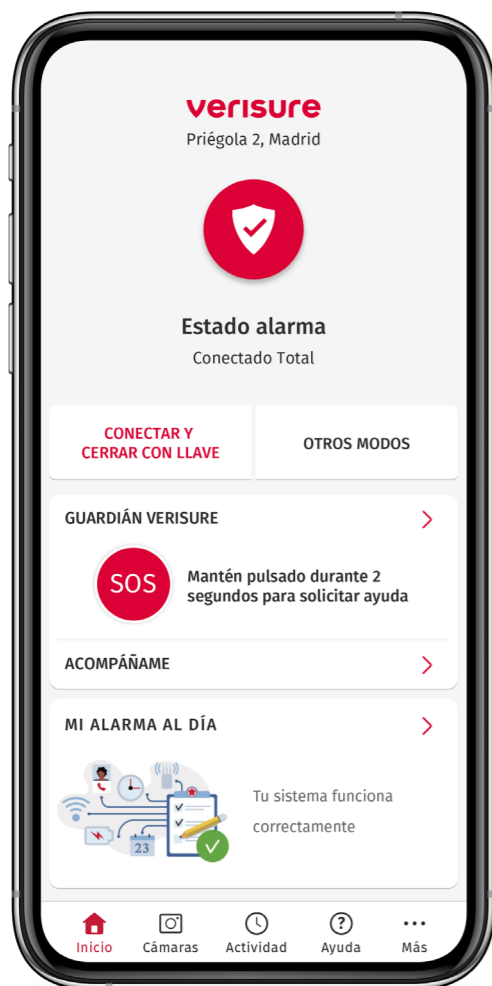 verisure
Priégola 2, Madrid
Estado alarma
Conectado Total
CONECTAR Y
CERRAR CON LLAVE
OTROS MODOS
GUARDIÁN VERISURE
SOS
Mantén pulsado durante 2
segundos para solicitar ayuda
ACOMPÁÑAME
MI ALARMA AL DÍA
23
Tu sistema funciona
correctamente
Inicio
Cámaras
Actividad
Ayuda
Más